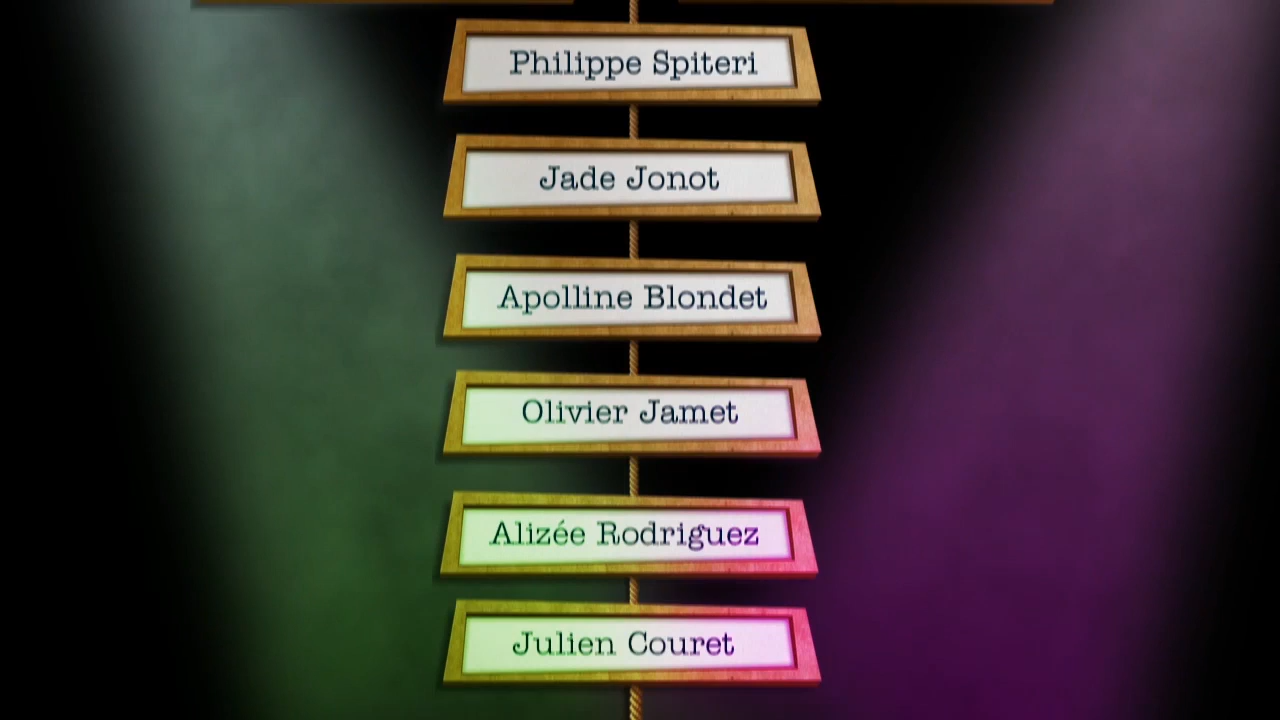 Philippe Spiteri
Jade Jonot
Apolline Blondet
Olivier Jamet
Alizée Rodriguez
Julien Couret